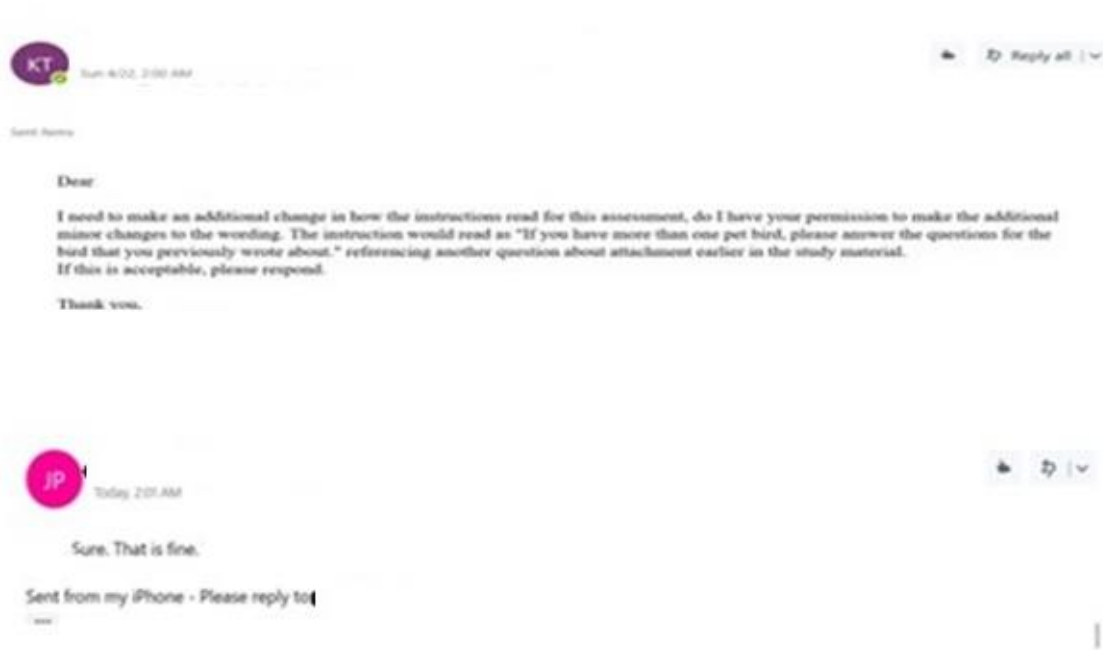 KT
Sun 4/22, 2:00 AM
Reply all
Sent Items
Dear
I need to make an additional change in how the instructions read for this assessment, do I have your permission to make the additional
minor changes to the wording. The instruction would read as "If you have more than one pet bird, please answer the questions for the
bird that you previously wrote about." referencing another question about attachment earlier in the study material.
If this is acceptable, please respond.
Thank you.
JP
Today, 2:01 AM
Sure. That is fine.
Sent from my iPhone - Please reply to